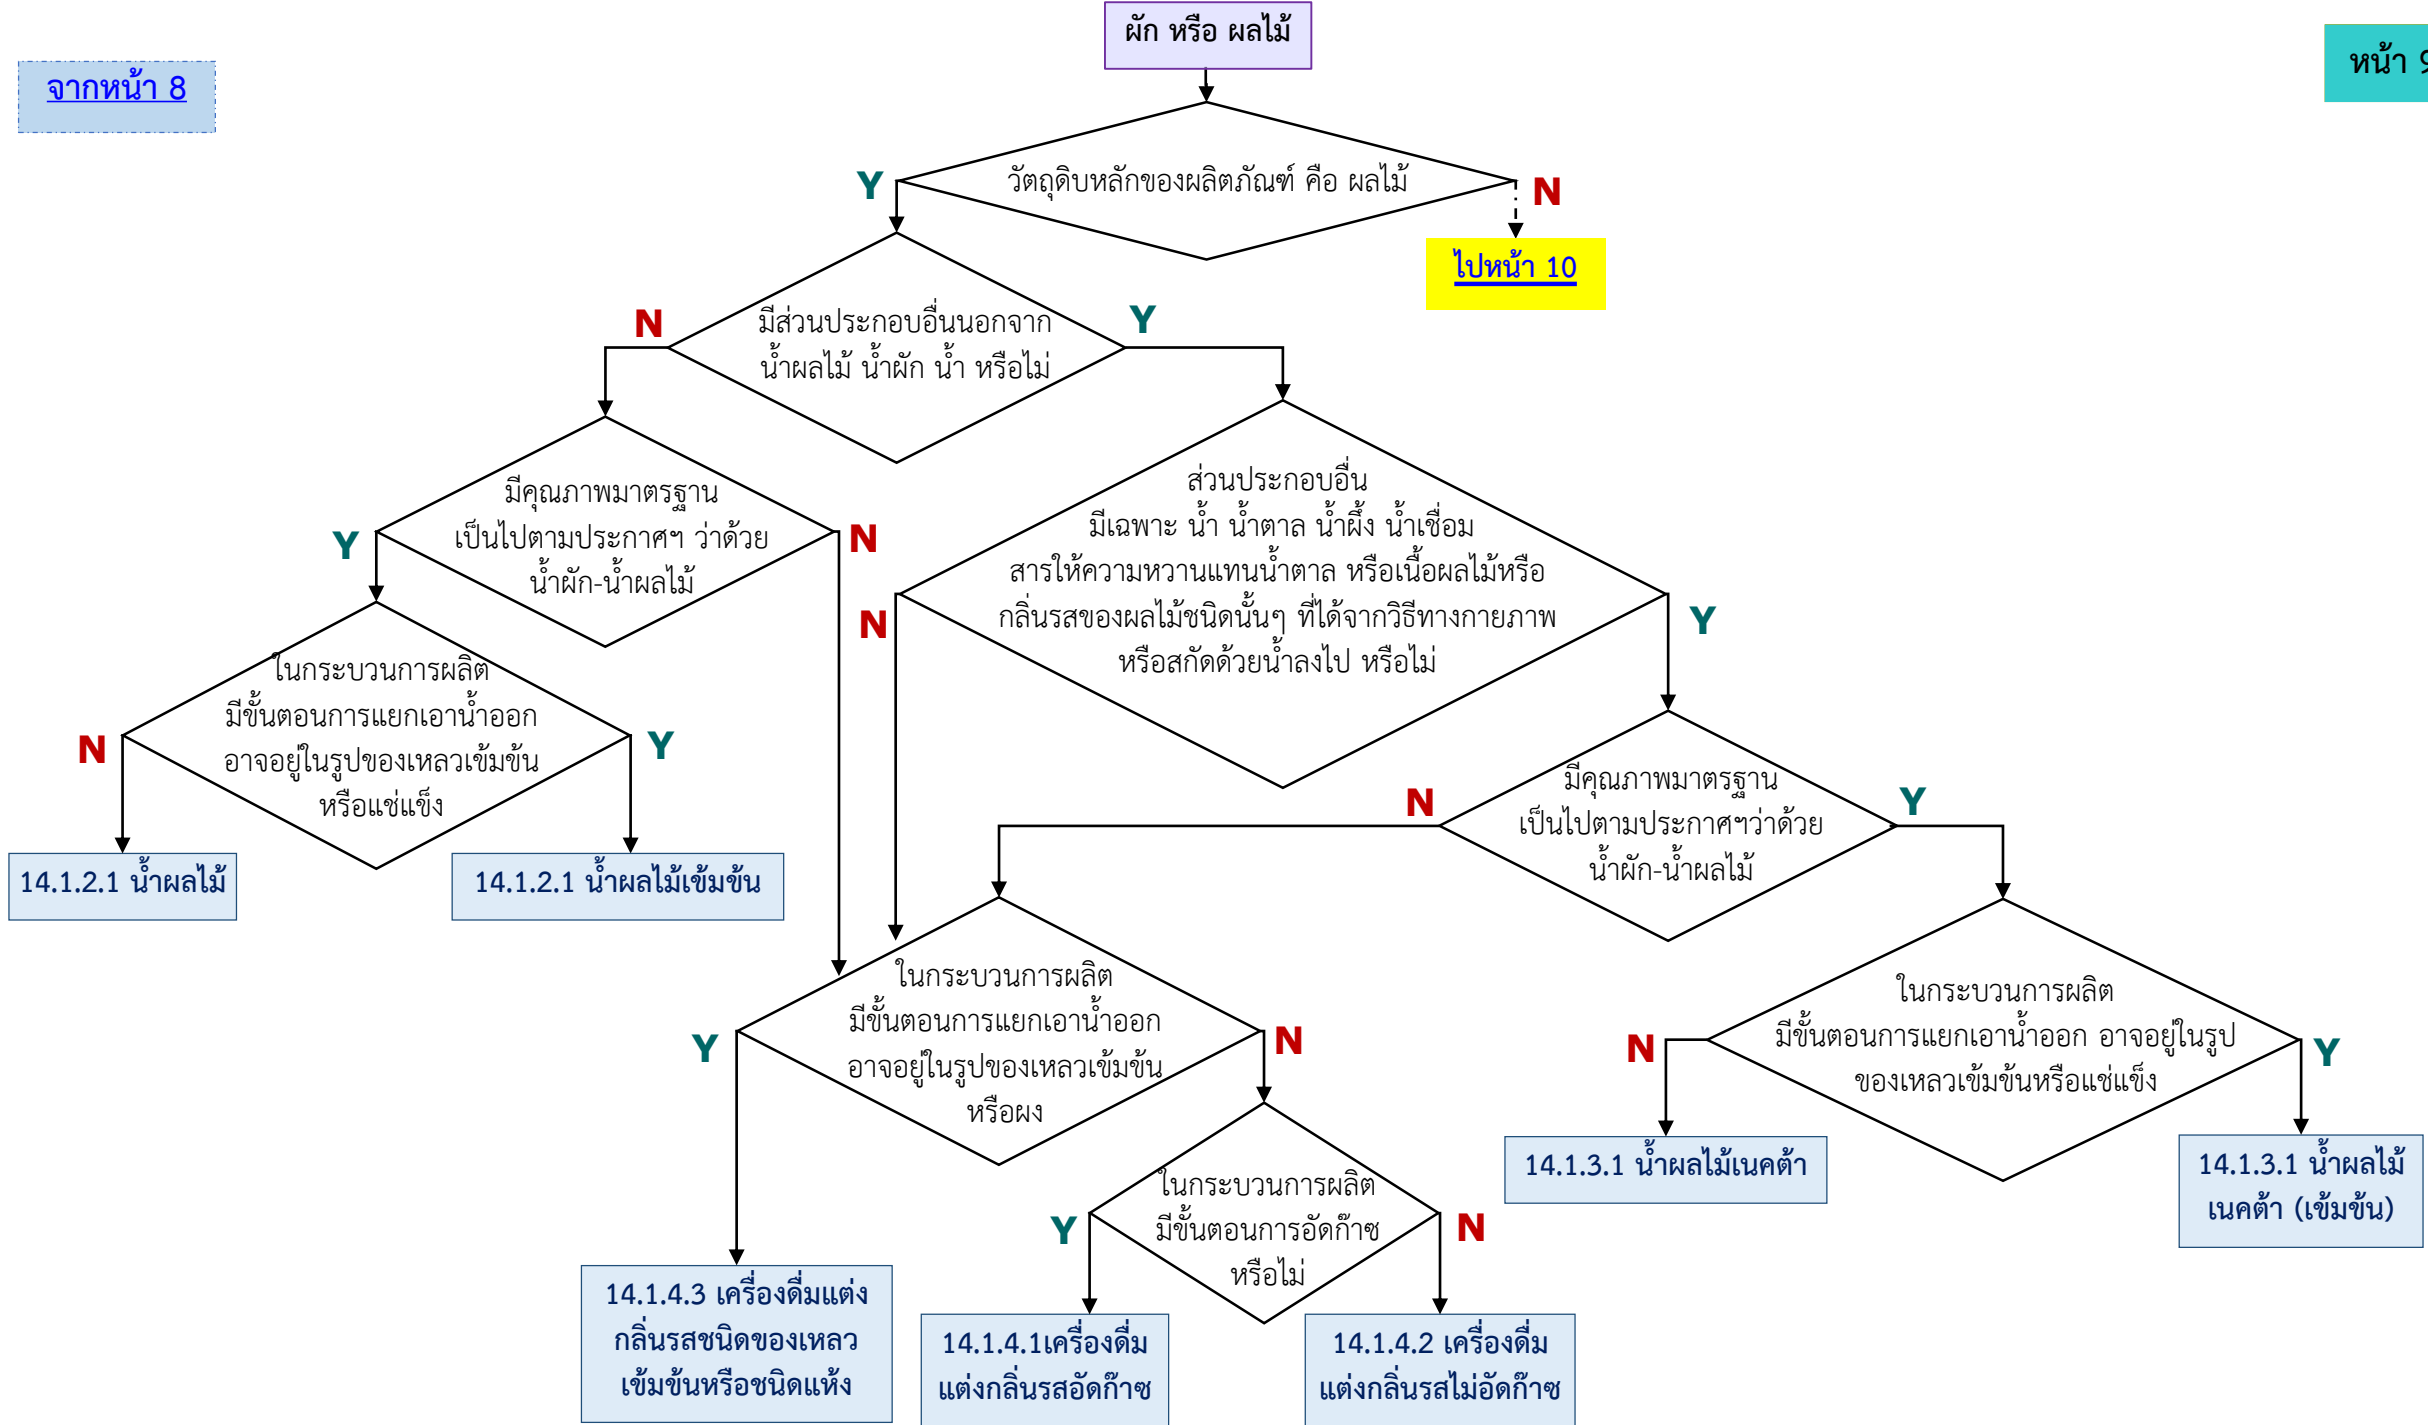 ผัก หรือ ผลไม้
จากหน้า 8
หน้า 9
วัตถุดิบหลักของผลิตภัณฑ์ คือ ผลไม้
Y
N
ไปหน้า 10
มีส่วนประกอบอื่นนอกจาก
น้ำผลไม้ น้ำผัก น้ำ หรือไม่
N
Y
มีคุณภาพมาตรฐาน
เป็นไปตามประกาศฯ ว่าด้วย
น้ำผัก-น้ำผลไม้
Y
N
ส่วนประกอบอื่น
มีเฉพาะ น้ำ น้ำตาล น้ำผึ้ง น้ำเชื่อม
สารให้ความหวานแทนน้ำตาล หรือเนื้อผลไม้หรือ
กลิ่นรสของผลไม้ชนิดนั้นๆ ที่ได้จากวิธีทางกายภาพ
หรือสกัดด้วยน้ำลงไป หรือไม่
N
Y
ในกระบวนการผลิต
มีขั้นตอนการแยกเอาน้ำออก
อาจอยู่ในรูปของเหลวเข้มข้น
หรือแช่แข็ง
N
Y
มีคุณภาพมาตรฐาน
เป็นไปตามประกาศฯว่าด้วย
น้ำผัก-น้ำผลไม้
N
Y
14.1.2.1 น้ำผลไม้
14.1.2.1 น้ำผลไม้เข้มข้น
ในกระบวนการผลิต
มีขั้นตอนการแยกเอาน้ำออก
อาจอยู่ในรูปของเหลวเข้มข้น
หรือผง
Y
N
ในกระบวนการผลิต
มีขั้นตอนการแยกเอาน้ำออก อาจอยู่ในรูป
ของเหลวเข้มข้นหรือแช่แข็ง
N
Y
14.1.3.1 น้ำผลไม้เนคต้า
14.1.3.1 น้ำผลไม้
เนคต้า (เข้มข้น)
ในกระบวนการผลิต
มีขั้นตอนการอัดก๊าซ
หรือไม่
Y
N
14.1.4.3 เครื่องดื่มแต่ง
กลิ่นรสชนิดของเหลว
เข้มข้นหรือชนิดแห้ง
14.1.4.1เครื่องดื่ม
แต่งกลิ่นรสอัดก๊าซ
14.1.4.2 เครื่องดื่ม
แต่งกลิ่นรสไม่อัดก๊าซ